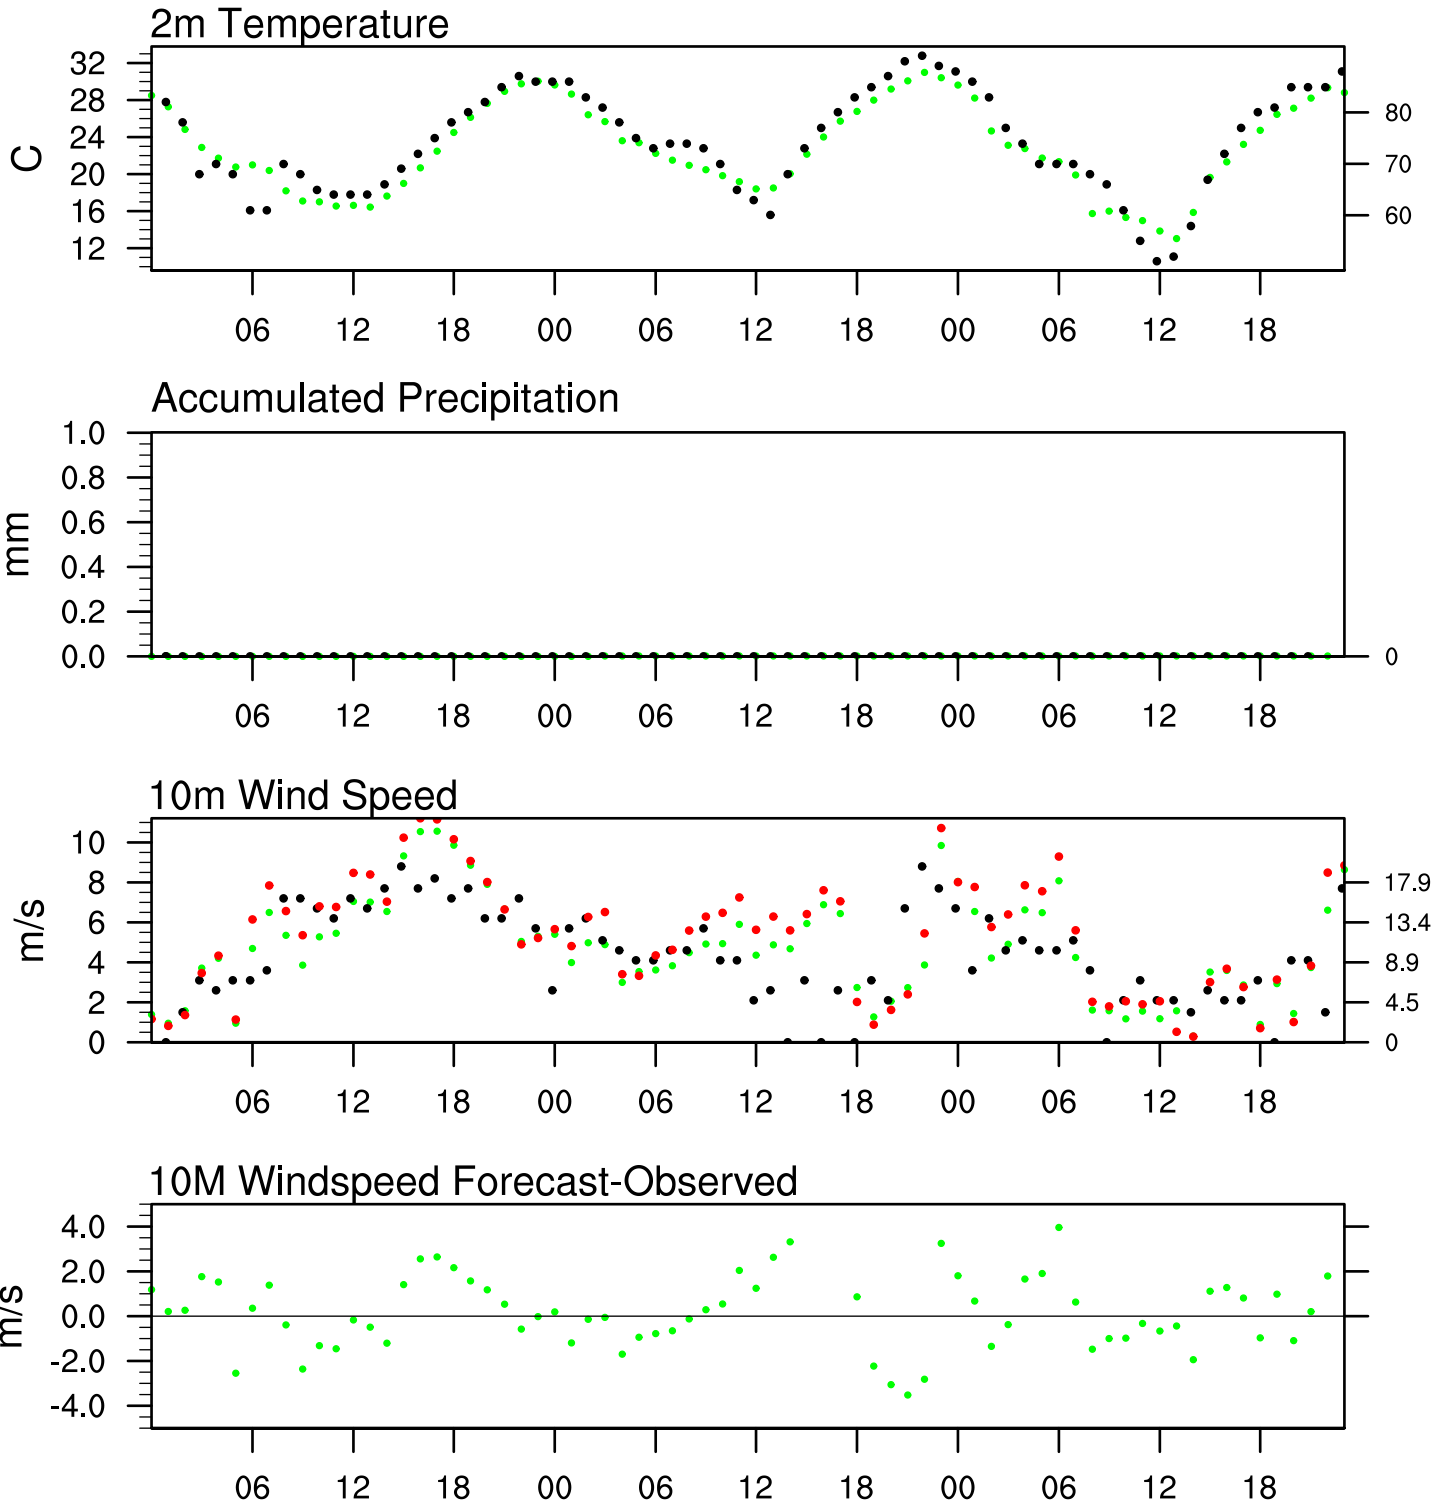 2m Temperature
32
28
80
24
C
20
70
16
60
12
06 12 18 00 06 12 18 00 06 12 18
Accumulated Precipitation
1.0
0.8
0.6
mm
0.4
0.2
0.0 0
06 12 18 00 06 12 18 00 06 12 18
10m Wind Speed
10
8 17.9
6 13.4
m/s
4 8.9
2 4.5
0 0
06 12 18 00 06 12 18 00 06 12 18
10M Windspeed Forecast-Observed
4.0
2.0
m/s
0.0
-2.0
-4.0
06 12 18 00 06 12 18 00 06 12 18